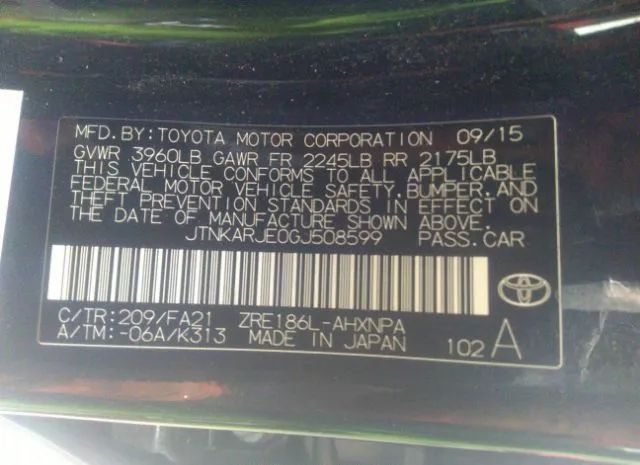 MFD. BY: TOYOTA MOTOR CORPORATION 09/15
GVWR 3960LB GAWR FR 2245LB RR 2175LB
THIS VEHICLE CONFORMS TO ALL APPLICABLE
FEDERAL MOTOR VEHICLE SAFETY, BUMPER, AND
THEFT PREVENTION STANDARDS IN EFFECT ON
THE DATE OF MANUFACTURE SHOWN ABOVE.
JTNKARJE0GJ508599 PASS. CAR
C/TR: 209/FA21 ZRE186L-AHXNPA
A/TM: -06A/K313 MADE IN JAPAN 102 A